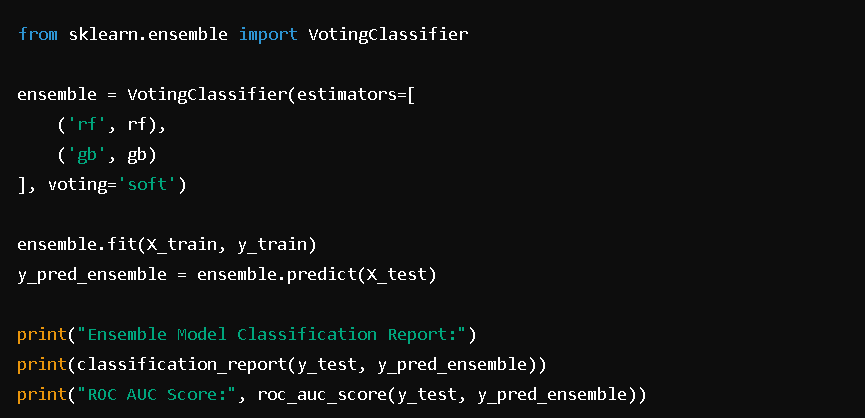 from sklearn.ensemble import VotingClassifier
ensemble = VotingClassifier(estimators=[
    ('rf', rf),
    ('gb', gb)
], voting='soft')
ensemble.fit(X_train, y_train)
y_pred_ensemble = ensemble.predict(X_test)
print("Ensemble Model Classification Report:")
print(classification_report(y_test, y_pred_ensemble))
print("ROC AUC Score:", roc_auc_score(y_test, y_pred_ensemble))